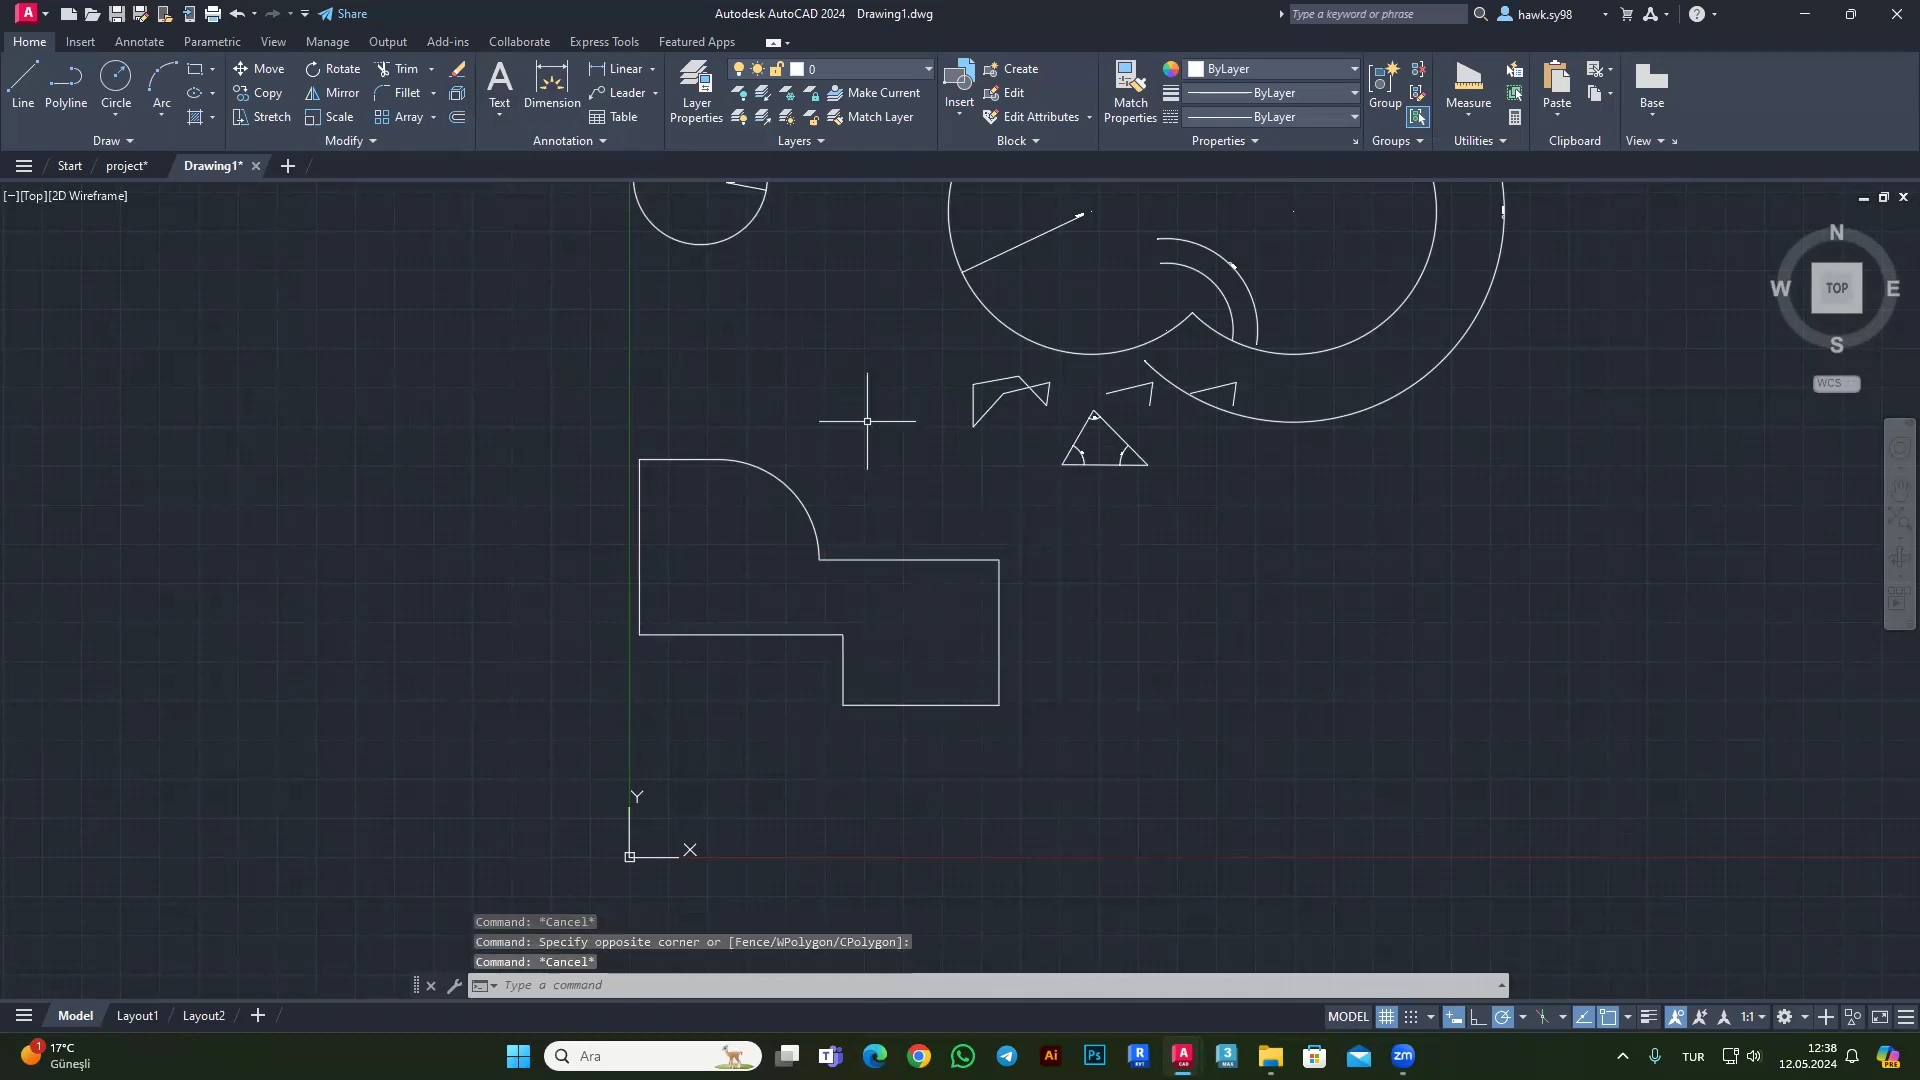 Share
Autodesk AutoCAD 2024 Drawing1.dwg
Type a keyword or phrase
hawk.sy98
Home Insert Annotate Parametric View Manage Output Add-ins Collaborate Express Tools Featured Apps
Line Polyline Circle Arc
Draw
Move Rotate Trim
Copy Mirror Fillet
Stretch Scale Array
Modify
Text Dimension
Linear
Leader
Table
Annotation
Layer Properties
0
Make Current
Match Layer
Layers
Insert
Create
Edit
Edit Attributes
Block
Match Properties
ByLayer
ByLayer
ByLayer
Properties
Group
Groups
Measure
Utilities
Paste
Clipboard
Base
View
Start project* Drawing1*
[−][Top][2D Wireframe]
N
W TOP E
S
WCS
Y
X
Command: *Cancel*
Command: Specify opposite corner or [Fence/WPolygon/CPolygon]:
Command: *Cancel*
Type a command
Model Layout1 Layout2
MODEL 1:1
1
17°C
Güneşli
Ara
TUR
12:38
12.05.2024